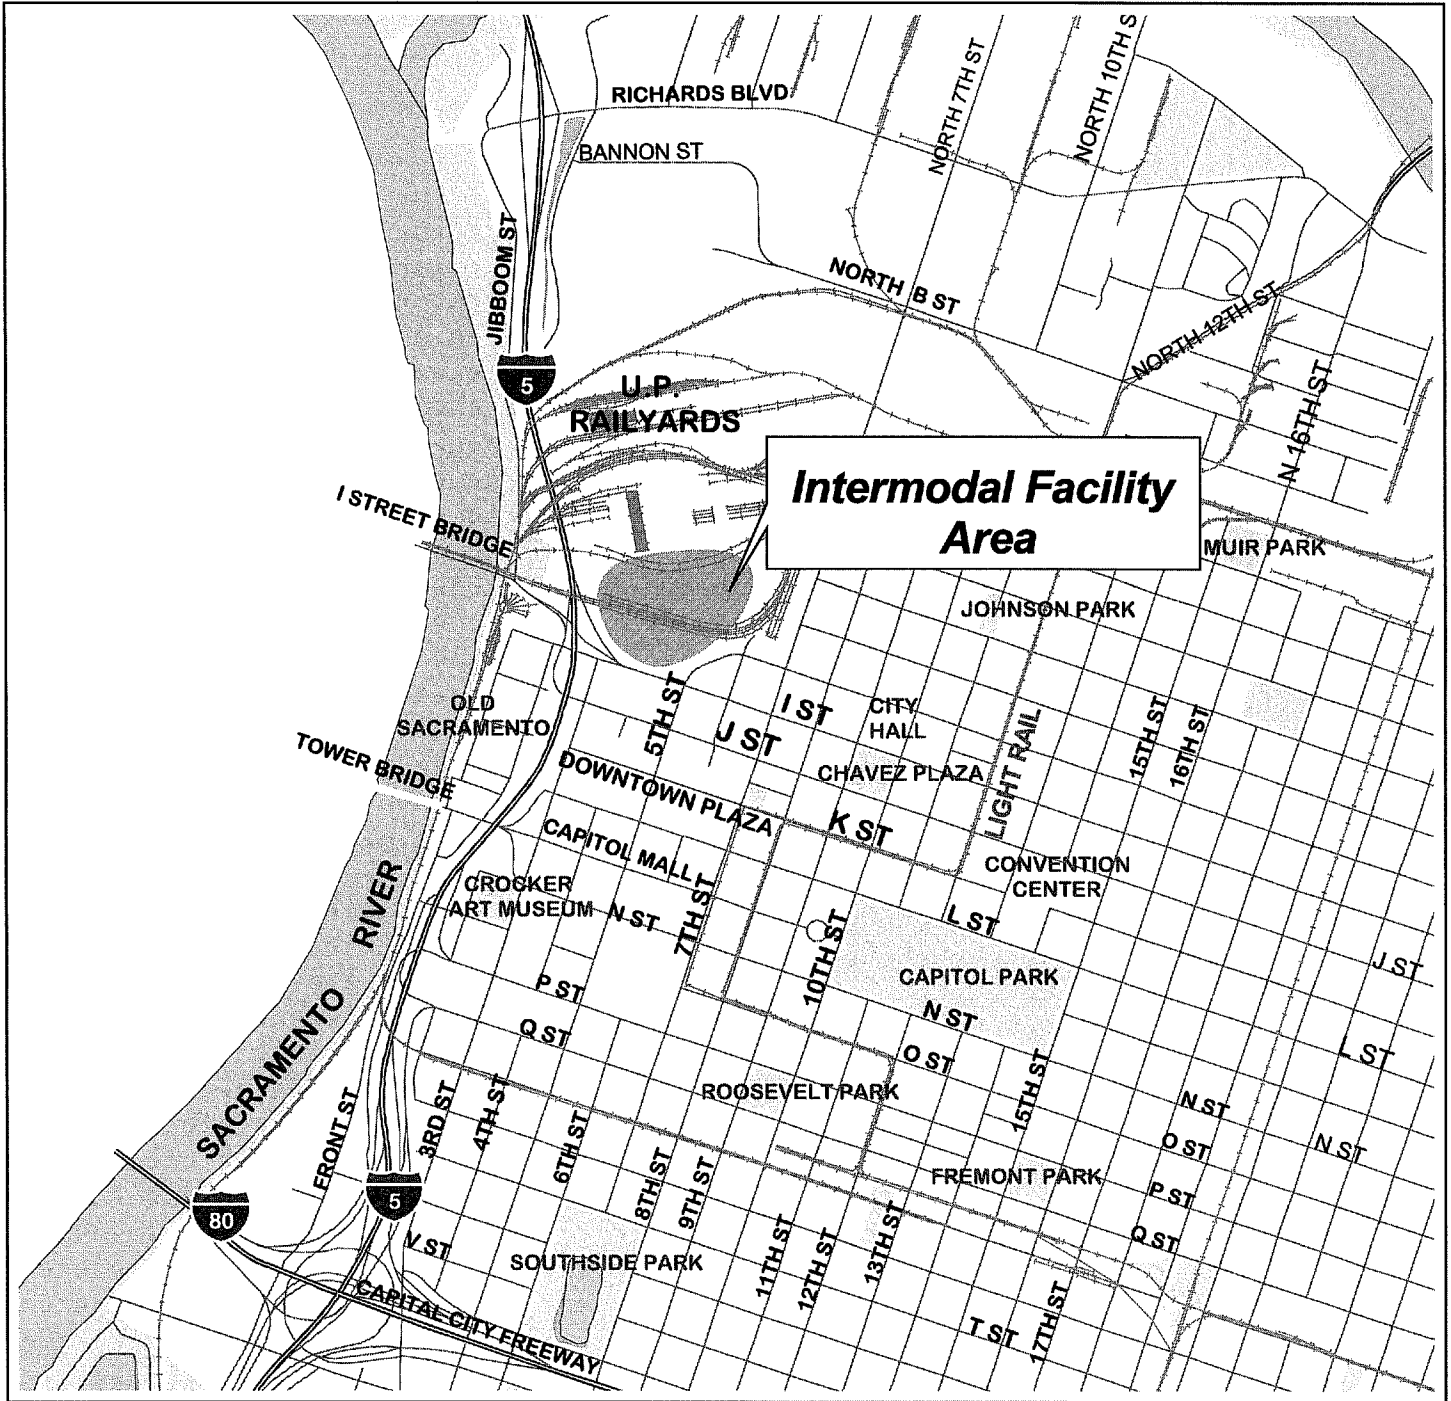 NORTH 7TH ST
NORTH 10TH S
RICHARDS BLVD
BANNON ST
JIBBOOM ST
NORTH B ST
NORTH 12TH ST
5
U.P.
RAILYARDS
N 16TH ST
Intermodal Facility
Area
I STREET BRIDGE
MUIR PARK
JOHNSON PARK
OLD
SACRAMENTO
5TH ST
I ST
J ST
CITY
HALL
LIGHT RAIL
15TH ST
16TH ST
TOWER BRIDGE
DOWNTOWN PLAZA
CHAVEZ PLAZA
K ST
CAPITOL MALL
CONVENTION
CENTER
CROCKER
ART MUSEUM
N ST
7TH ST
10TH ST
L ST
J ST
SACRAMENTO RIVER
P ST
CAPITOL PARK
N ST
Q ST
O ST
L ST
FRONT ST
3RD ST
4TH ST
ROOSEVELT PARK
15TH ST
N ST
6TH ST
O ST
N ST
8TH ST
9TH ST
FREMONT PARK
P ST
5
80
Q ST
V ST
SOUTHSIDE PARK
11TH ST
12TH ST
13TH ST
CAPITAL CITY FREEWAY
T ST
17TH ST